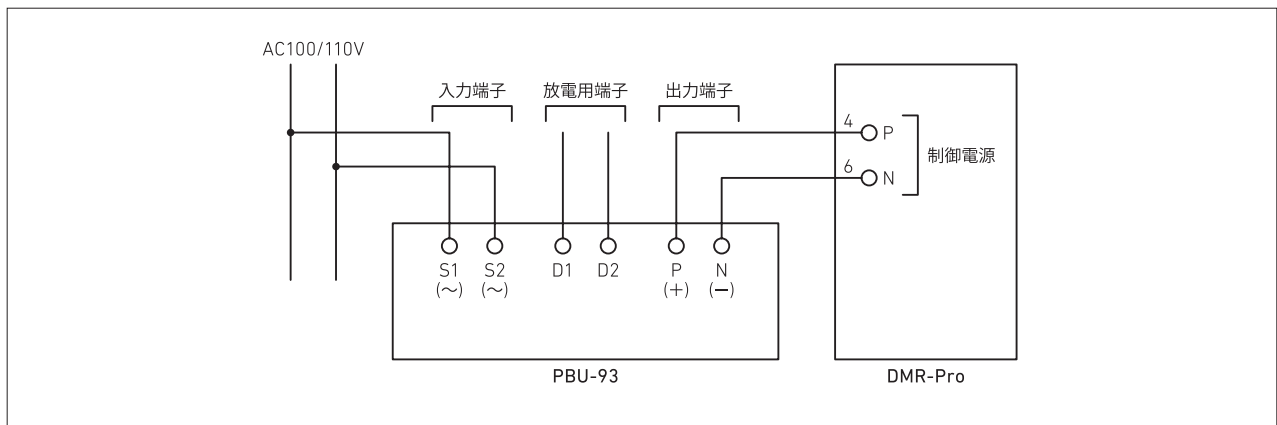 AC100/110V
入力端子 放電用端子 出力端子
4 P
制御電源
6 N
S1 S2 D1 D2 P N
(～) (～) (+) (−)
PBU-93 DMR-Pro